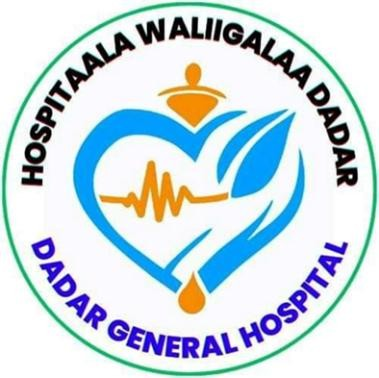 HOSPITAALA WALIIGALAA DADAR
DADAR GENERAL HOSPITAL